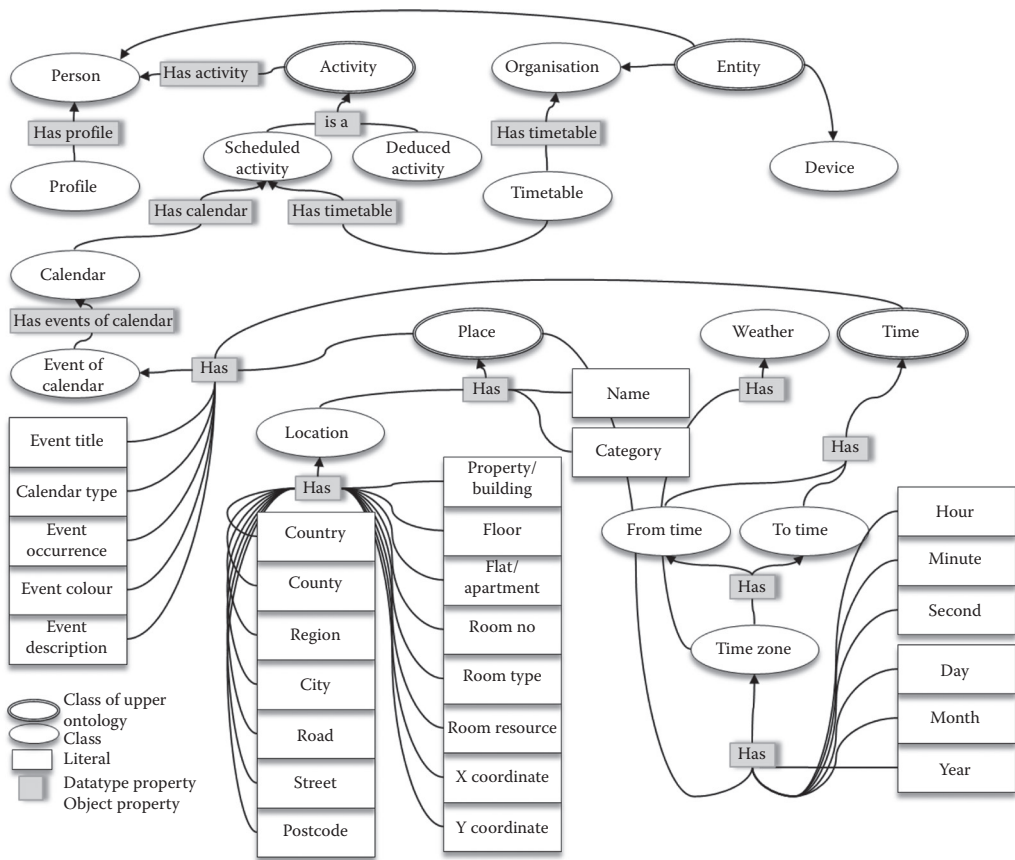 Person
Has activity
Activity
Organisation
Entity
Has profile
is a
Has timetable
Profile
Scheduled
activity
Deduced
activity
Timetable
Device
Has calendar
Has timetable
Calendar
Has events of calendar
Event of
calendar
Has
Place
Weather
Time
Has
Has
Name
Category
Location
Has
Has
Event title
Calendar type
Event
occurrence
Event colour
Event
description
Country
County
Region
City
Road
Street
Postcode
Property/
building
Floor
Flat/
apartment
Room no
Room type
Room resource
X coordinate
Y coordinate
From time
To time
Has
Time zone
Has
Hour
Minute
Second
Day
Month
Year
Class of upper
ontology
Class
Literal
Datatype property
Object property